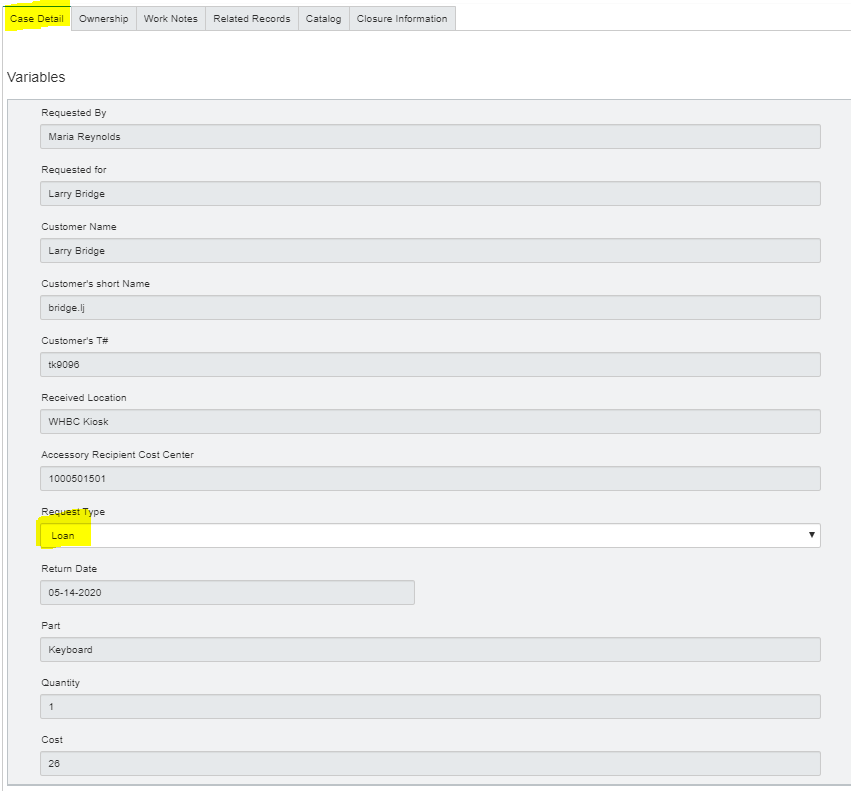 Case Detail Ownership Work Notes Related Records Catalog Closure Information
Variables
Requested By
Maria Reynolds
Requested for
Larry Bridge
Customer Name
Larry Bridge
Customer's short Name
bridge.lj
Customer's T#
tk9096
Received Location
WHBC Kiosk
Accessory Recipient Cost Center
1000501501
Request Type
Loan
Return Date
05-14-2020
Part
Keyboard
Quantity
1
Cost
26